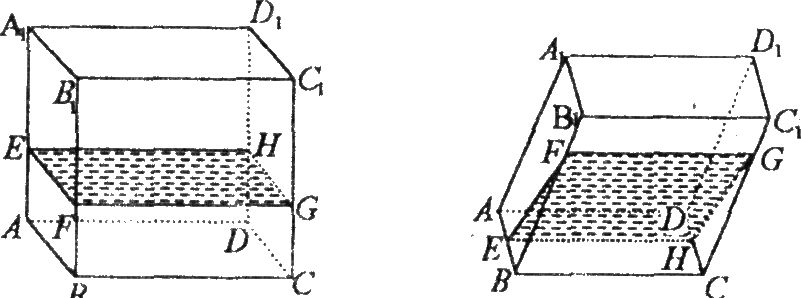 A₁ D₁
B₁ C₁
E H
A F D G
B C
A₁ D₁
B₁ C₁
F G
A D
E H
B C